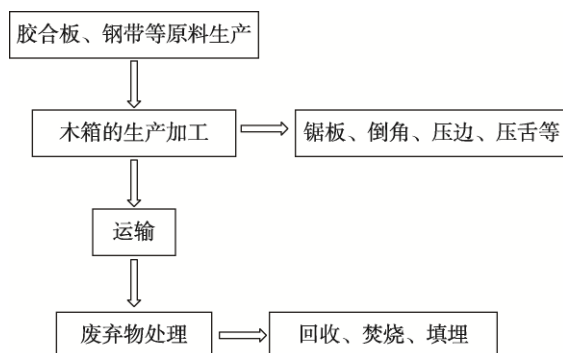 胶合板、钢带等原料生产
木箱的生产加工
锯板、倒角、压边、压舌等
运输
废弃物处理
回收、焚烧、填埋